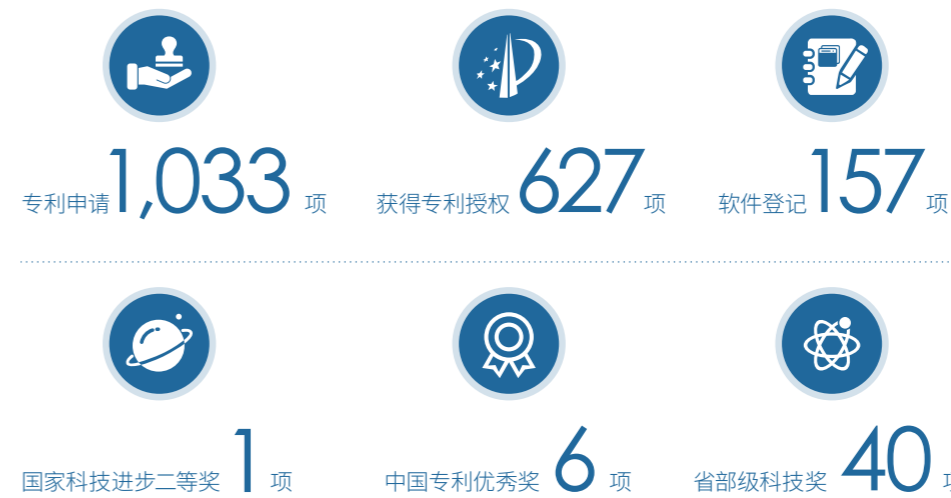 专利申请 1,033 项 获得专利授权 627 项 软件登记 157 项
国家科技进步二等奖 1 项 中国专利优秀奖 6 项 省部级科技奖 40